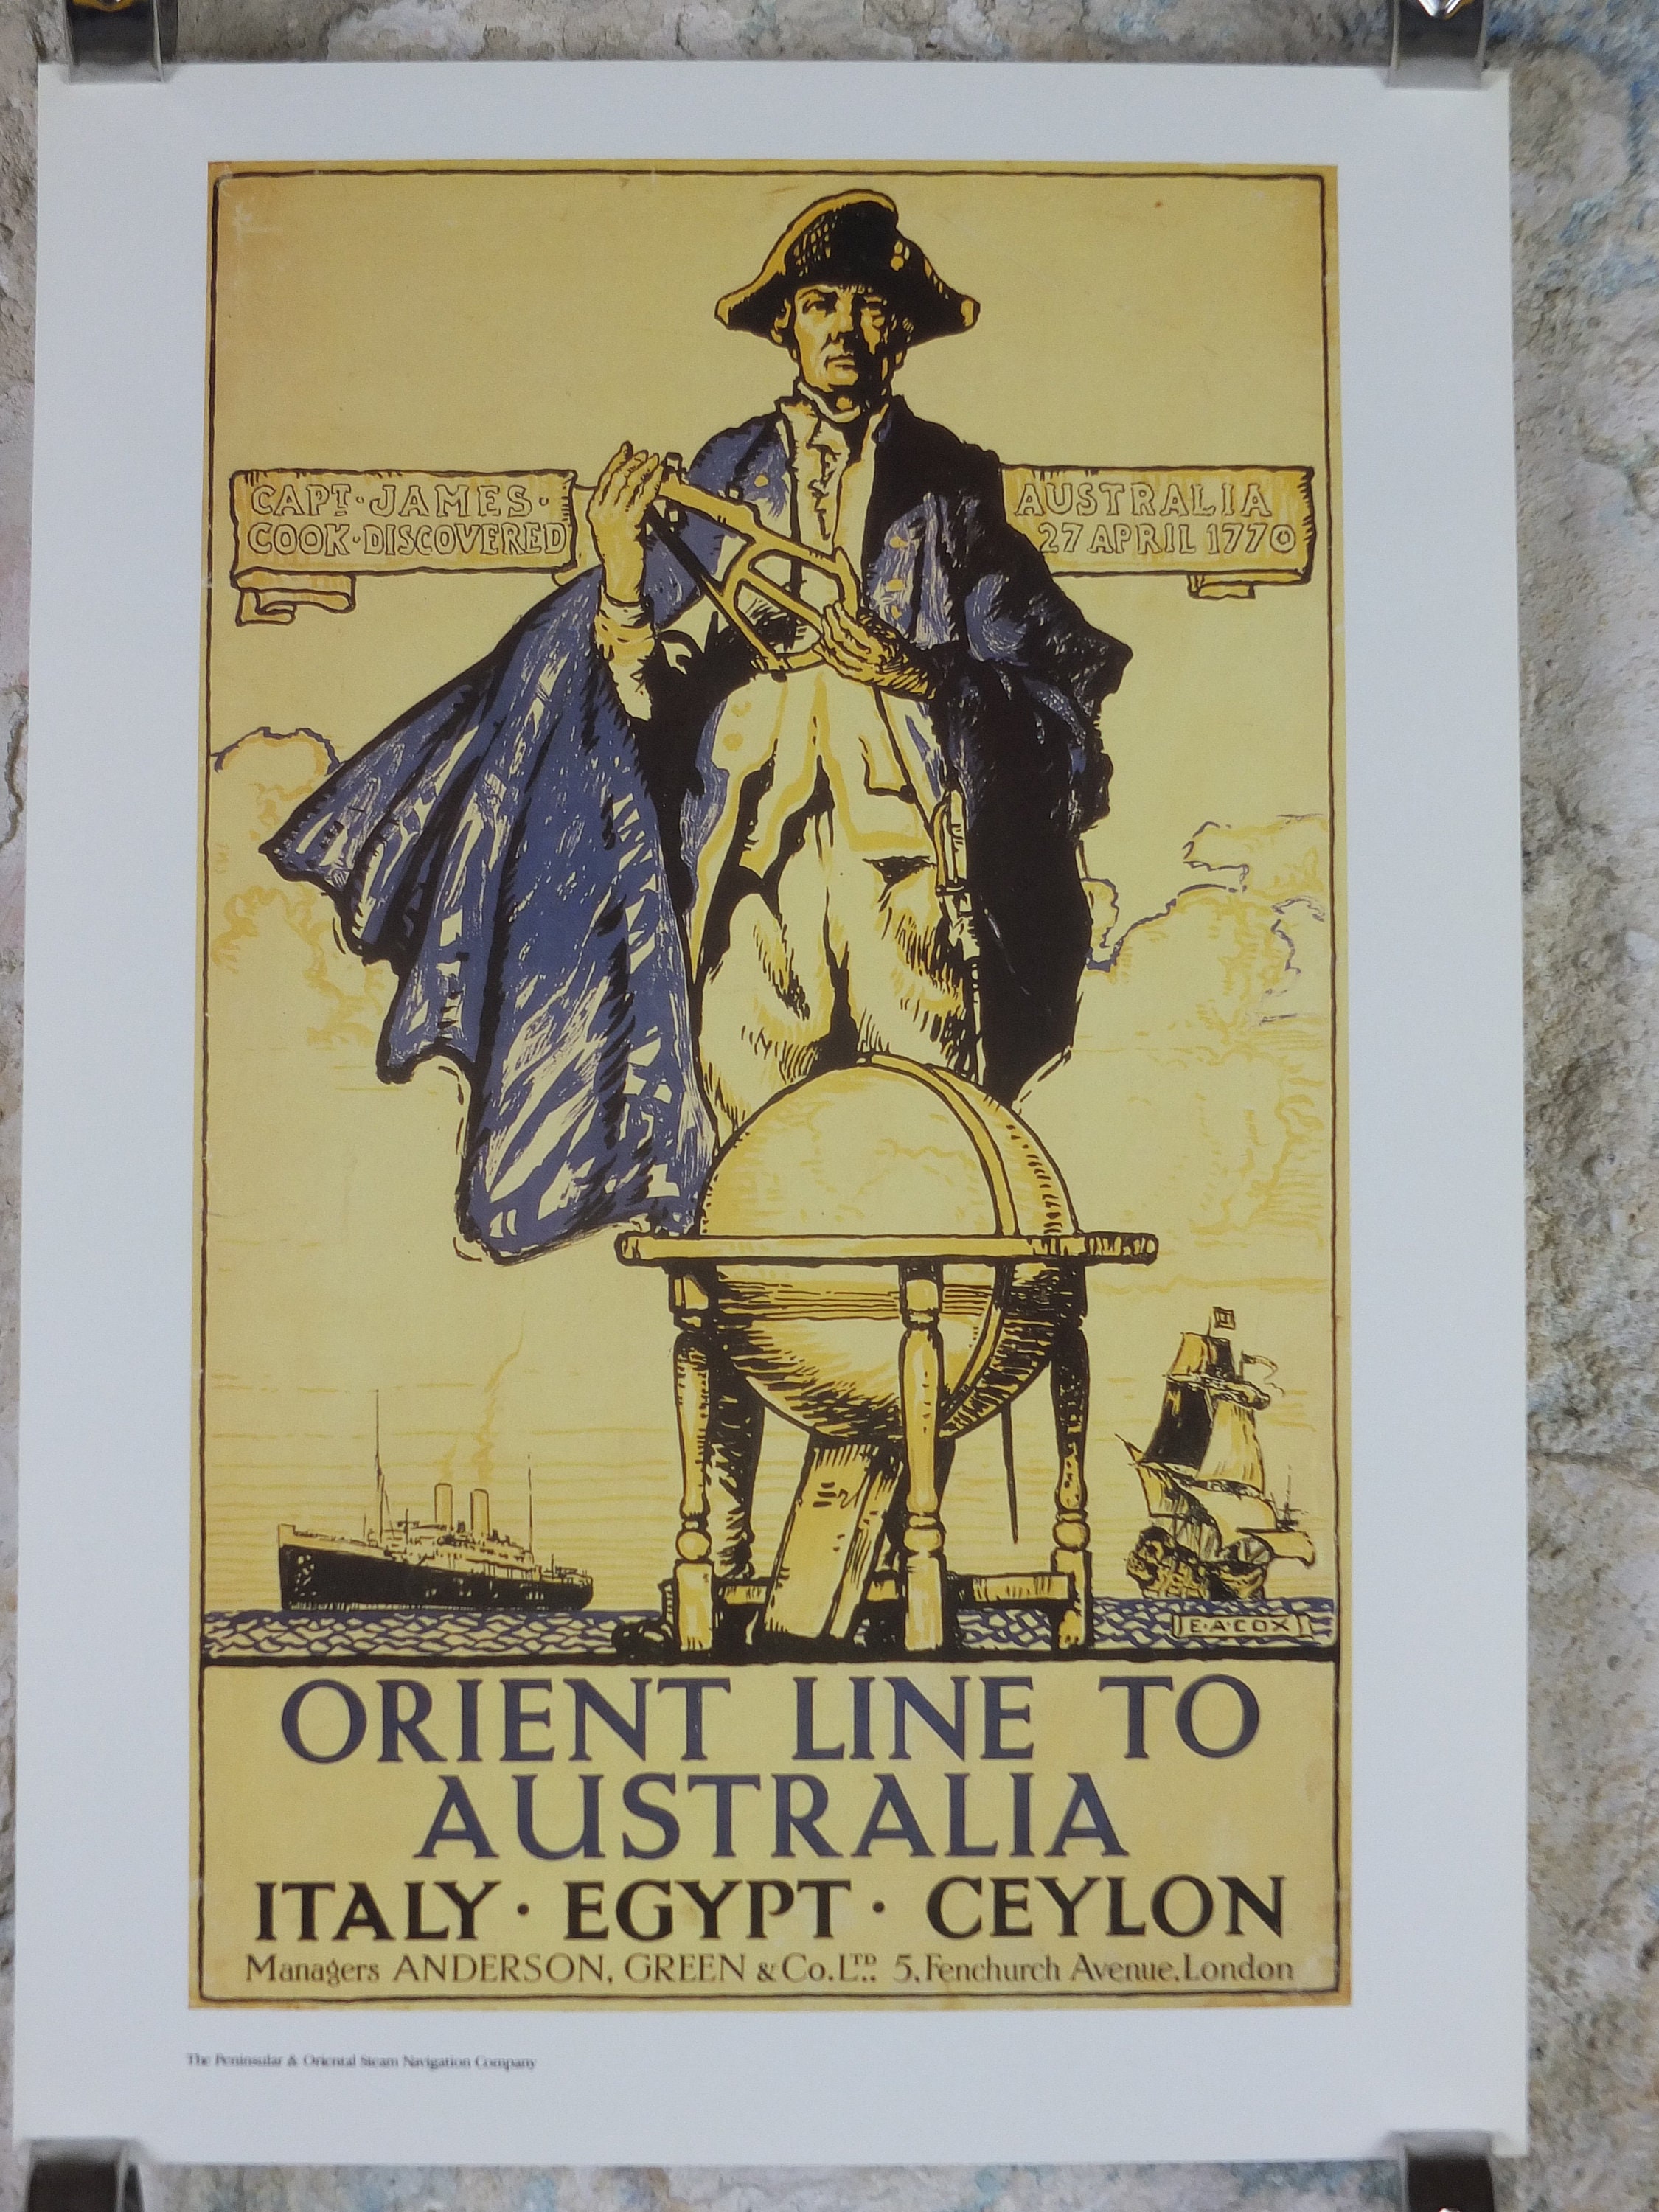 CAPT· JAMES·
COOK·DISCOVERED
AUSTRALIA
27 APRIL 1770
E·A·COX
ORIENT LINE TO
AUSTRALIA
ITALY · EGYPT · CEYLON
Managers ANDERSON, GREEN & Co. LTD. 5, Fenchurch Avenue, London
The Peninsular & Oriental Steam Navigation Company